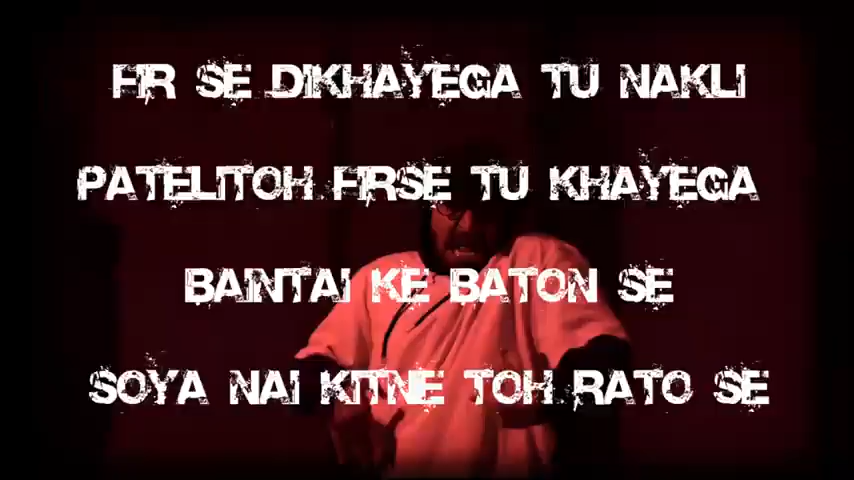 FIR SE DIKHAYEGA TU NAKLI
PATELITOH FIRSE TU KHAYEGA
BAINTAI KE BATON SE
SOYA NAI KITNE TOH RATO SE